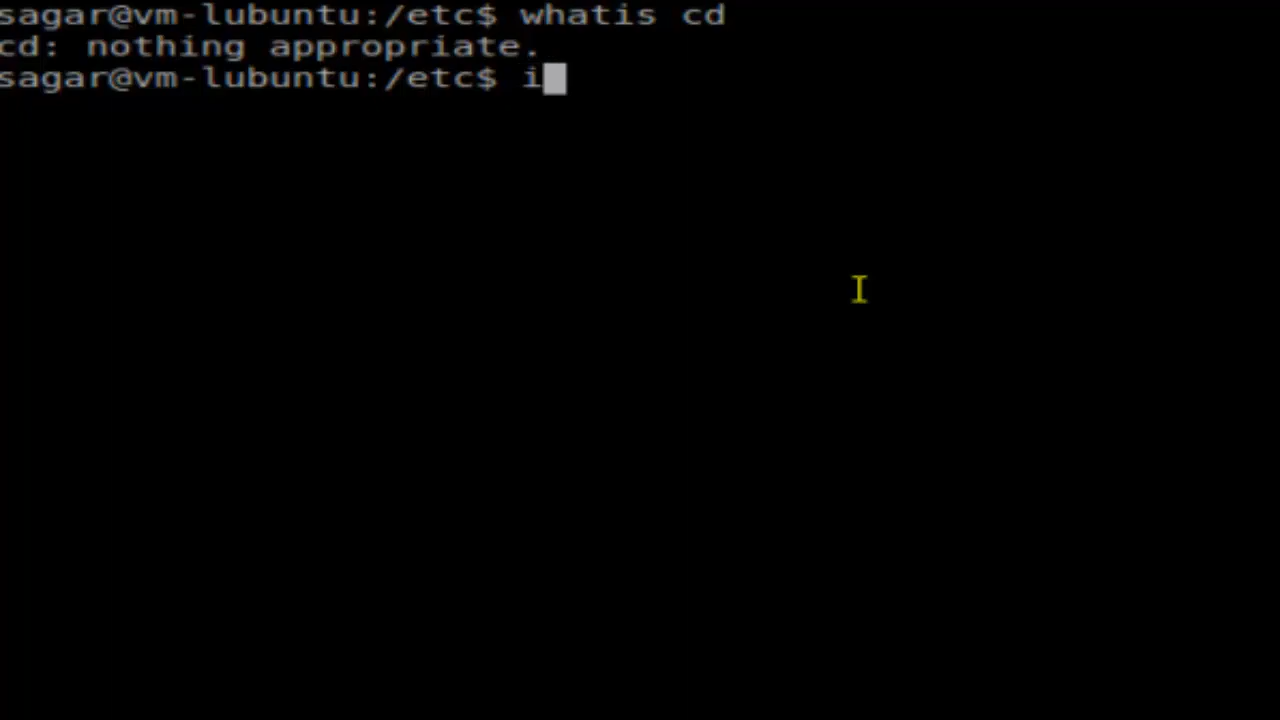 sagar@vm-lubuntu:/etc$ whatis cd
cd: nothing appropriate.
sagar@vm-lubuntu:/etc$ i